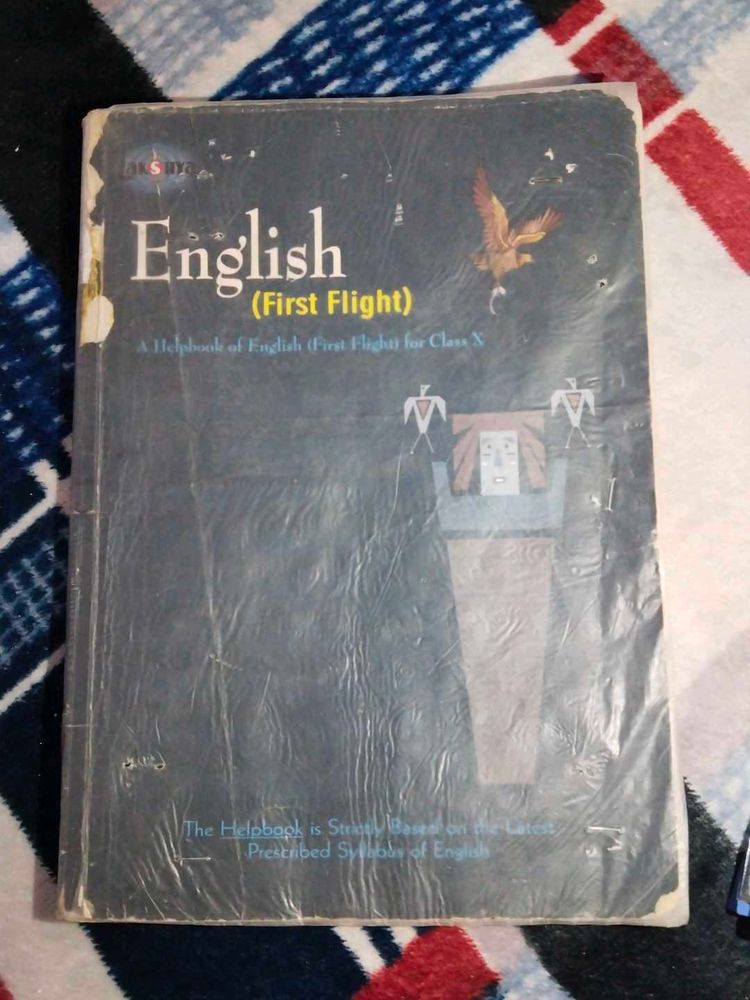 LAKSHYA
English
(First Flight)
A Helpbook of English (First Flight) for Class X
The Helpbook is Strictly Based on the Latest
Prescribed Syllabus of English